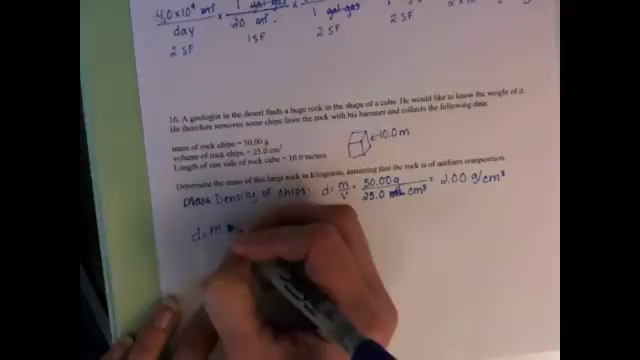 4.0 x 10⁹ mi × 1 gal gas ×
day 20 mi 1 gal gas
2 SF 1 SF 2 SF 2 SF
16. A geologist in the desert finds a huge rock in the shape of a cube. He would like to know the weight of it.
He therefore removes some chips from the rock with his hammer and collects the following data:
mass of rock chips = 50.00 g
volume of rock chips = 25.0 cm³
Length of one side of rock cube = 10.0 meters
←10.0 m
Determine the mass of this large rock in kilograms, assuming that the rock is of uniform composition.
Density of chips: d = m/v = 50.00 g / 25.0 cm³ = 2.00 g/cm³
d = m